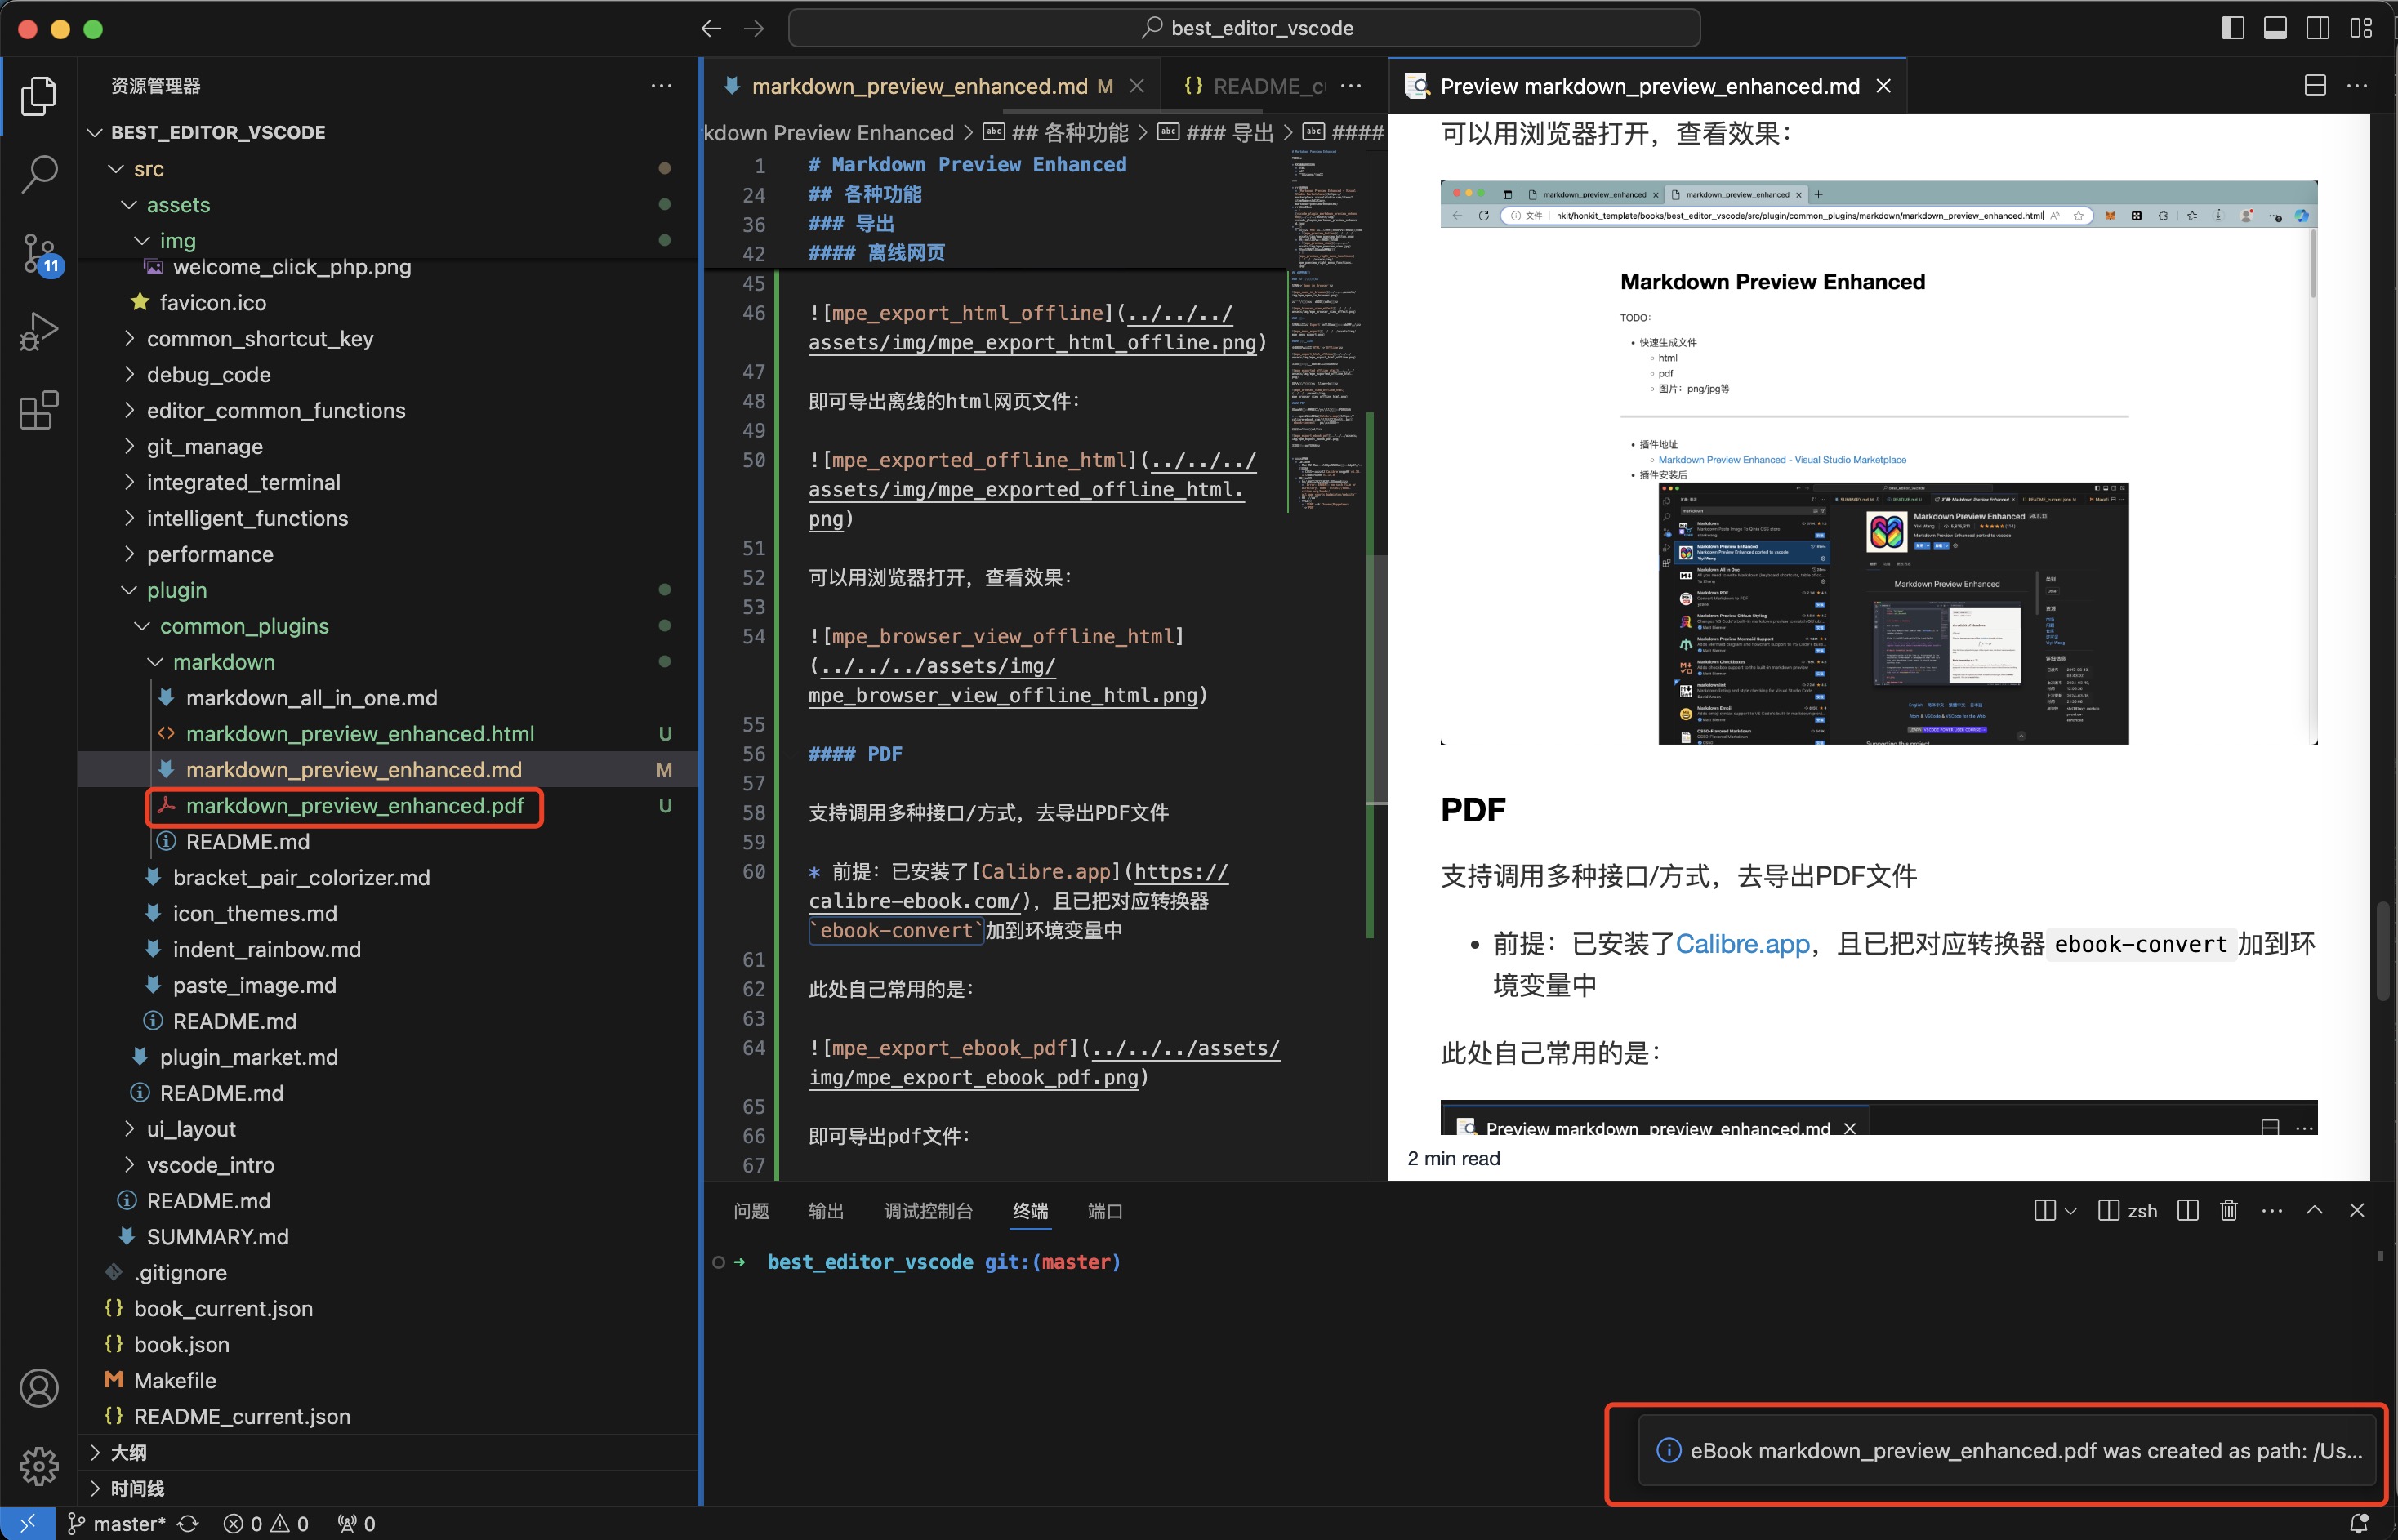 best_editor_vscode
资源管理器
BEST_EDITOR_VSCODE
src
assets
img
welcome_click_php.png
favicon.ico
common_shortcut_key
debug_code
editor_common_functions
git_manage
integrated_terminal
intelligent_functions
performance
plugin
common_plugins
markdown
markdown_all_in_one.md
markdown_preview_enhanced.html U
markdown_preview_enhanced.md M
markdown_preview_enhanced.pdf U
README.md
bracket_pair_colorizer.md
icon_themes.md
indent_rainbow.md
paste_image.md
README.md
plugin_market.md
README.md
ui_layout
vscode_intro
README.md
SUMMARY.md
.gitignore
book_current.json
book.json
Makefile
README_current.json
大纲
时间线
11
markdown_preview_enhanced.md M
README_c
kdown Preview Enhanced > ## 各种功能 > ### 导出 > ####
1 # Markdown Preview Enhanced
24 ## 各种功能
36 ### 导出
42 #### 离线网页
45
46 ![mpe_export_html_offline](../../../
assets/img/mpe_export_html_offline.png)
47
48 即可导出离线的html网页文件：
49
50 ![mpe_exported_offline_html](../../../
assets/img/mpe_exported_offline_html.
png)
51
52 可以用浏览器打开，查看效果：
53
54 ![mpe_browser_view_offline_html]
(../../../assets/img/
mpe_browser_view_offline_html.png)
55
56 #### PDF
57
58 支持调用多种接口/方式，去导出PDF文件
59
60 * 前提：已安装了[Calibre.app](https://
calibre-ebook.com/)，且已把对应转换器
`ebook-convert`加到环境变量中
61
62 此处自己常用的是：
63
64 ![mpe_export_ebook_pdf](../../../assets/
img/mpe_export_ebook_pdf.png)
65
66 即可导出pdf文件：
67
Preview markdown_preview_enhanced.md
可以用浏览器打开，查看效果：
markdown_preview_enhanced
markdown_preview_enhanced
文件 nkit/honkit_template/books/best_editor_vscode/src/plugin/common_plugins/markdown/markdown_preview_enhanced.html
Markdown Preview Enhanced
TODO：
快速生成文件
html
pdf
图片：png/jpg等
插件地址
Markdown Preview Enhanced - Visual Studio Marketplace
插件安装后
Markdown Preview Enhanced
Markdown Preview Enhanced ported to vscode
Markdown Preview Enhanced
PDF
支持调用多种接口/方式，去导出PDF文件
• 前提：已安装了Calibre.app，且已把对应转换器 ebook-convert 加到环
境变量中
此处自己常用的是：
Preview markdown_preview_enhanced.md
2 min read
问题 输出 调试控制台 终端 端口
zsh
best_editor_vscode git:(master)
eBook markdown_preview_enhanced.pdf was created as path: /Us...
master* 0 0 0